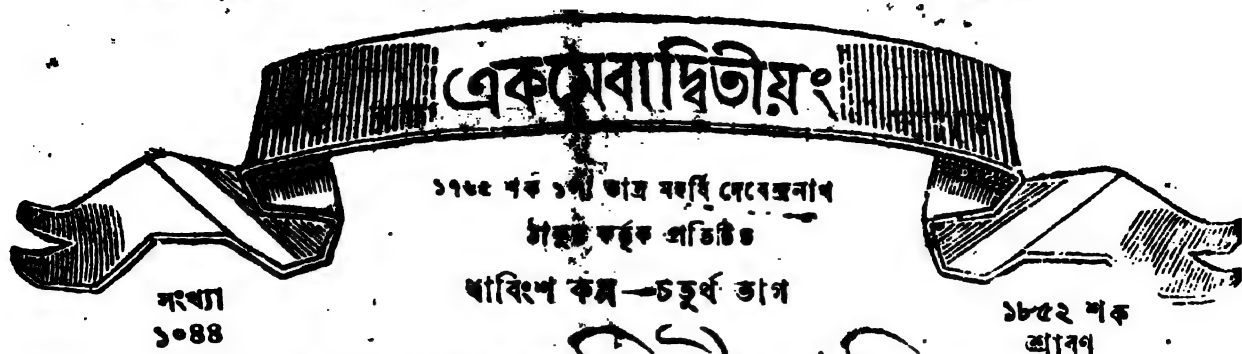 একমেবাদ্বিতীয়ং
১৭৬৫ শক ১লা ভাদ্র মহর্ষি দেবেন্দ্রনাথ
ঠাকুর কর্ত্তৃক প্রতিষ্ঠিত
দ্বাবিংশ কল্প—চতুর্থ ভাগ
সংখ্যা
১০৪৪
১৮৫২ শক
শ্রাবণ